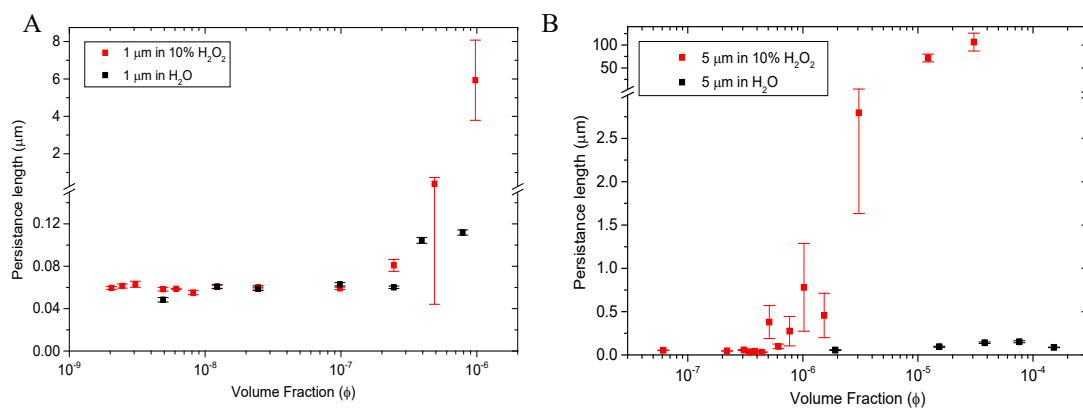 A
1 μm in 10% H₂O₂
1 μm in H₂O
8
6
4
2
0.12
0.08
0.04
0.00
Persistance length (μm)
10⁻⁹
10⁻⁸
10⁻⁷
10⁻⁶
Volume Fraction (ϕ)
B
5 μm in 10% H₂O₂
5 μm in H₂O
100
50
2.5
2.0
1.5
1.0
0.5
0.0
Persistance length (μm)
10⁻⁷
10⁻⁶
10⁻⁵
10⁻⁴
Volume Fraction (ϕ)